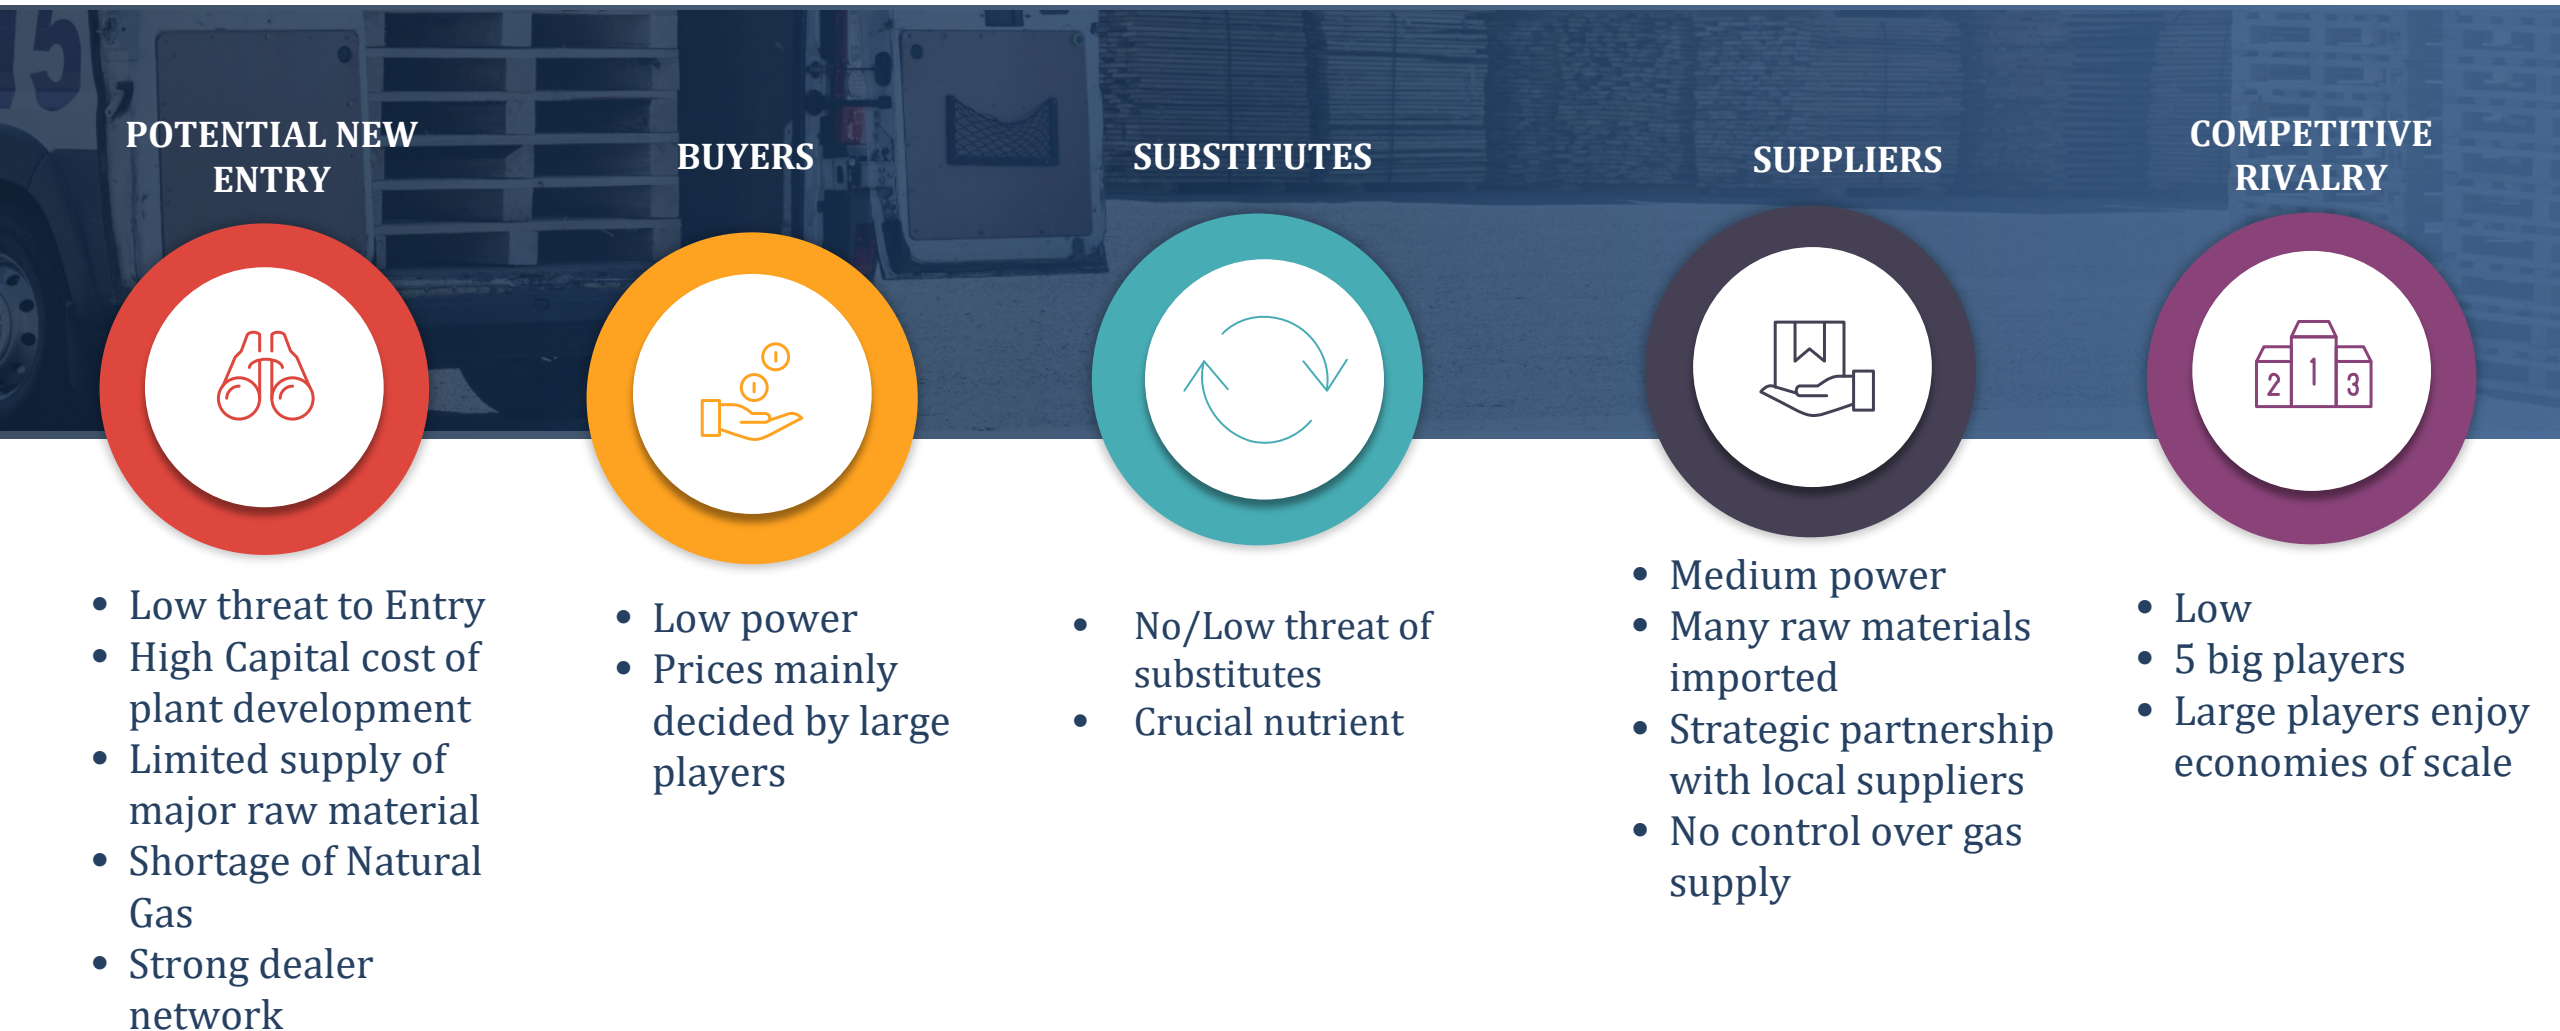 POTENTIAL NEW
ENTRY
BUYERS
SUBSTITUTES
SUPPLIERS
COMPETITIVE
RIVALRY
2 1 3
• Low threat to Entry
• High Capital cost of
plant development
• Limited supply of
major raw material
• Shortage of Natural
Gas
• Strong dealer
network
• Low power
• Prices mainly
decided by large
players
• No/Low threat of
substitutes
• Crucial nutrient
• Medium power
• Many raw materials
imported
• Strategic partnership
with local suppliers
• No control over gas
supply
• Low
• 5 big players
• Large players enjoy
economies of scale